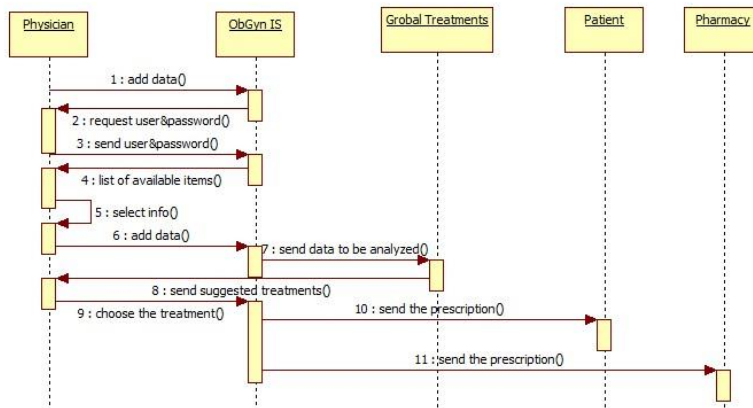 Physician
ObGyn IS
Grobal Treatments
Patient
Pharmacy
1 : add data()
2 : request user&password()
3 : send user&password()
4 : list of available items()
5 : select info()
6 : add data()
7 : send data to be analyzed()
8 : send suggested treatments()
9 : choose the treatment()
10 : send the prescription()
11 : send the prescription()